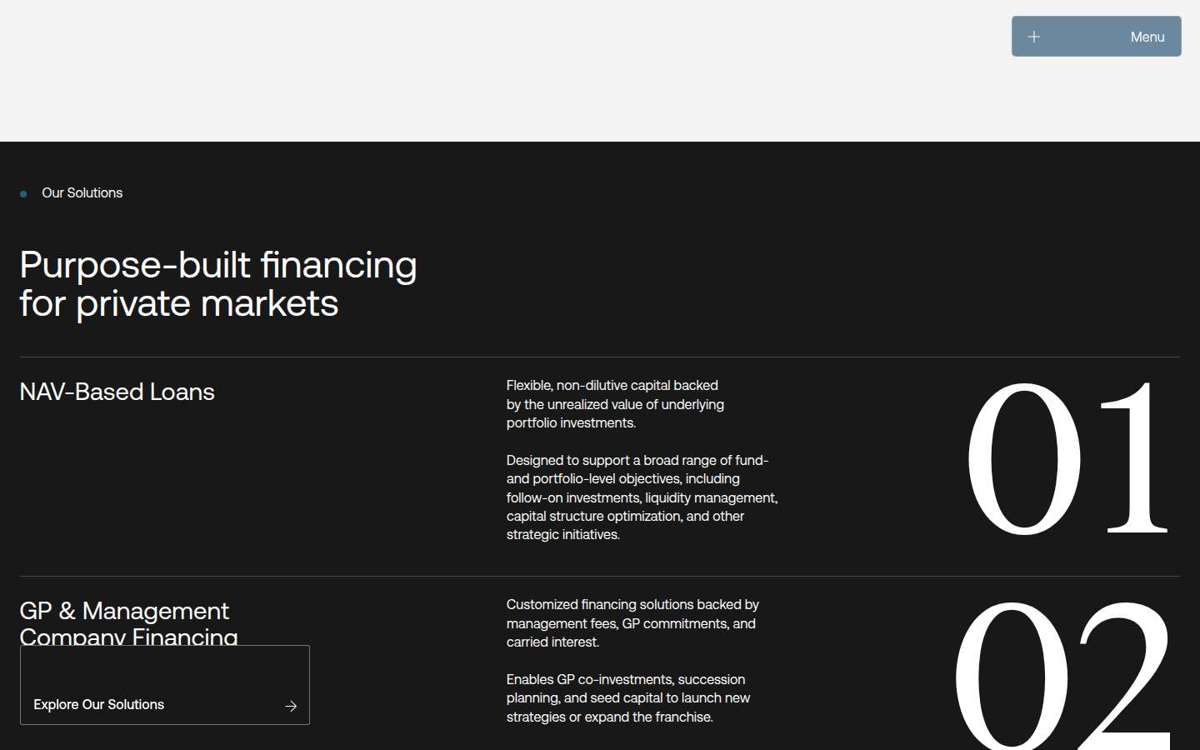 Menu
Our Solutions
Purpose-built financing
for private markets
NAV-Based Loans
Flexible, non-dilutive capital backed
by the unrealized value of underlying
portfolio investments.
Designed to support a broad range of fund-
and portfolio-level objectives, including
follow-on investments, liquidity management,
capital structure optimization, and other
strategic initiatives.
01
GP & Management
Company Financing
Customized financing solutions backed by
management fees, GP commitments, and
carried interest.
Enables GP co-investments, succession
planning, and seed capital to launch new
strategies or expand the franchise.
02
Explore Our Solutions